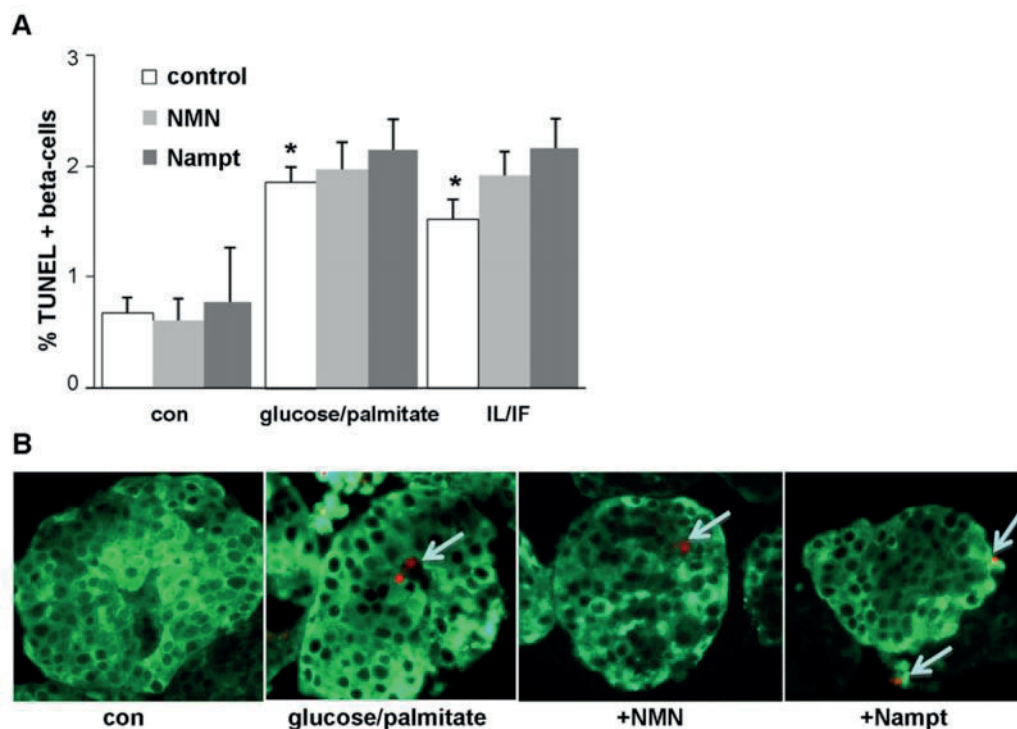 A
% TUNEL + beta-cells
3
2
1
0
control
NMN
Nampt
*
*
con glucose/palmitate IL/IF
B
con glucose/palmitate +NMN +Nampt